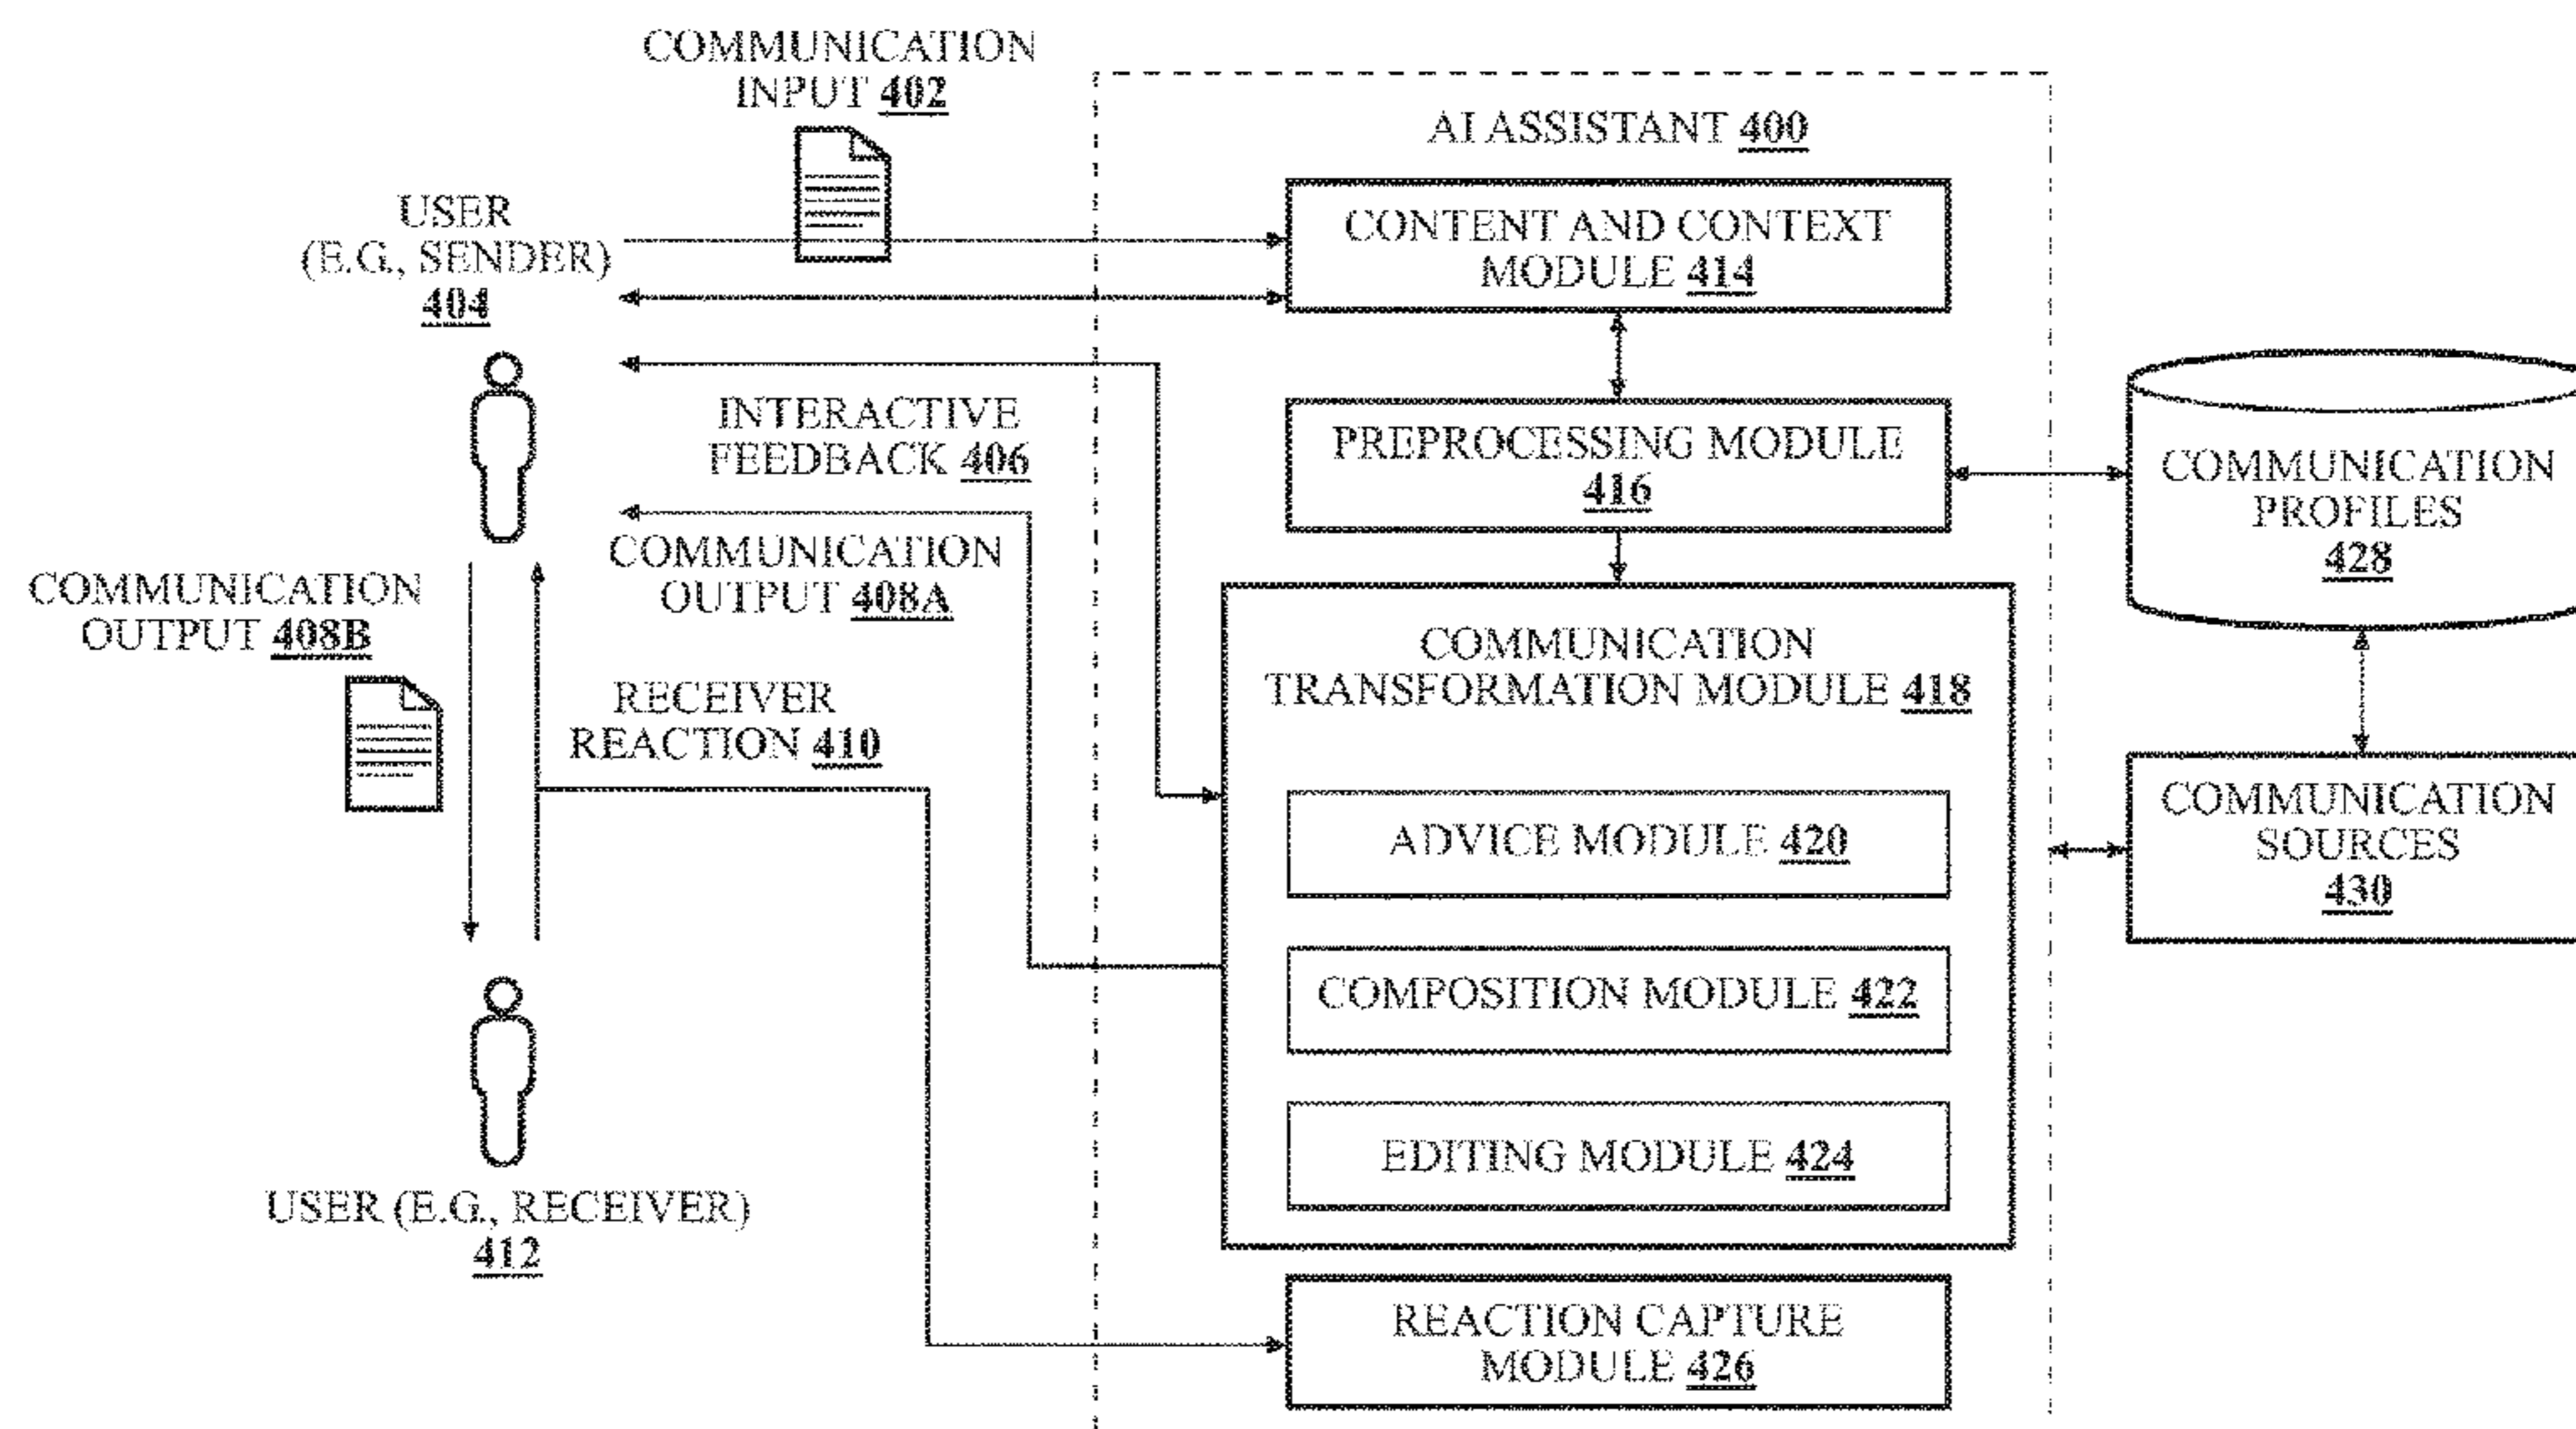 COMMUNICATION
INPUT 402
AI ASSISTANT 400
USER
(E.G., SENDER)
404
CONTENT AND CONTEXT
MODULE 414
INTERACTIVE
FEEDBACK 406
PREPROCESSING MODULE
416
COMMUNICATION
PROFILES
428
COMMUNICATION
OUTPUT 408A
COMMUNICATION
OUTPUT 408B
COMMUNICATION
TRANSFORMATION MODULE 418
RECEIVER
REACTION 410
ADVICE MODULE 420
COMMUNICATION
SOURCES
430
COMPOSITION MODULE 422
EDITING MODULE 424
USER (E.G., RECEIVER)
412
REACTION CAPTURE
MODULE 426